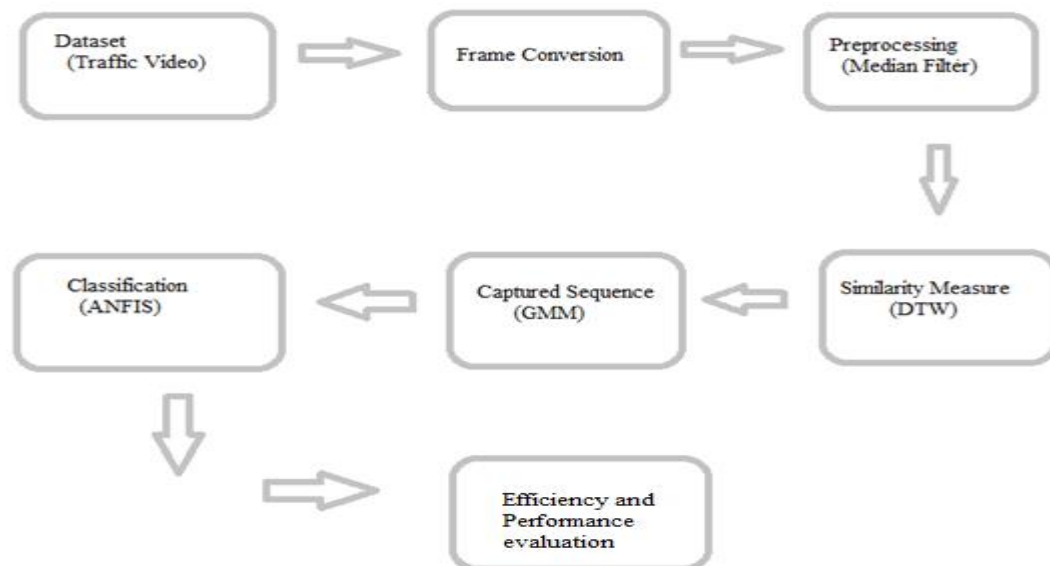 Dataset
(Traffic Video)
Frame Conversion
Preprocessing
(Median Filter)
Similarity Measure
(DTW)
Captured Sequence
(GMM)
Classification
(ANFIS)
Efficiency and
Performance
evaluation